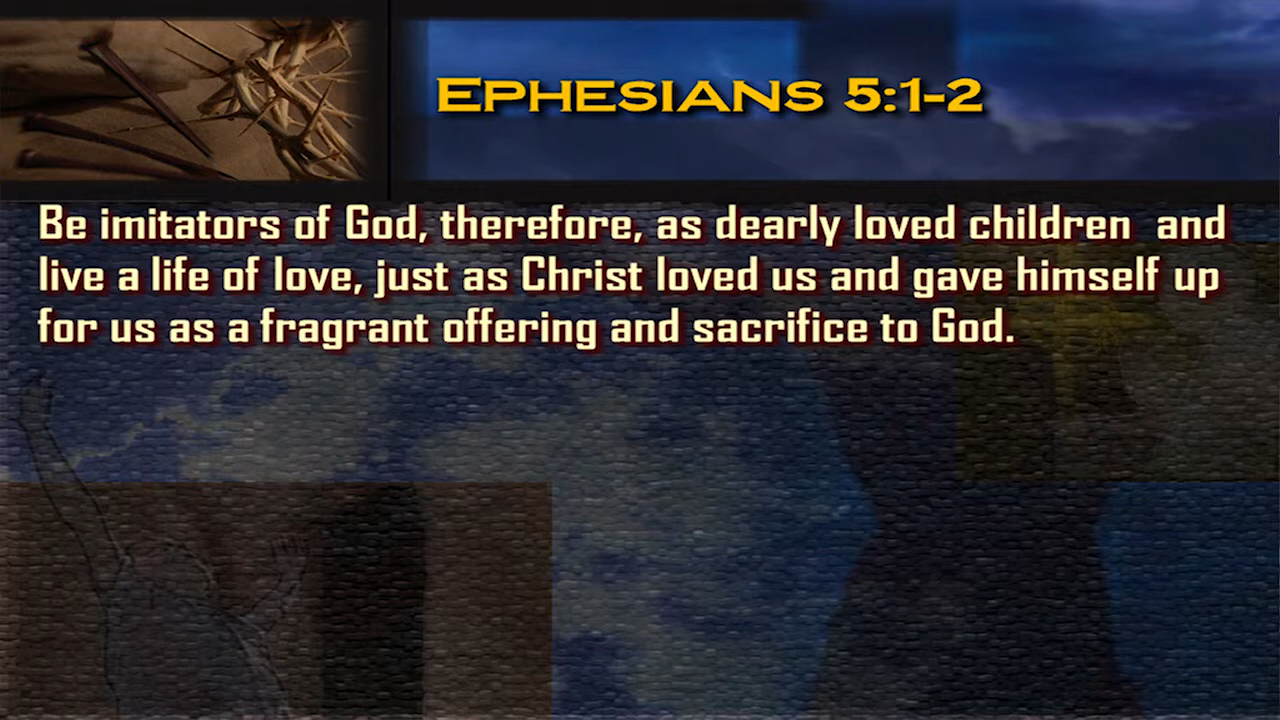 Ephesians 5:1-2
Be imitators of God, therefore, as dearly loved children  and
live a life of love, just as Christ loved us and gave himself up
for us as a fragrant offering and sacrifice to God.